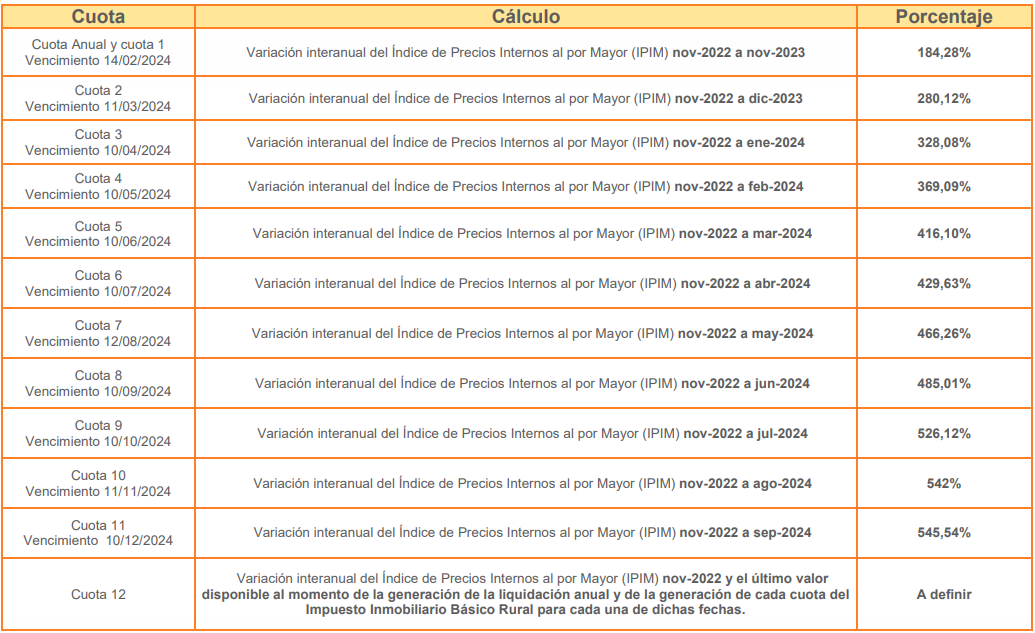 Cuota Cálculo Porcentaje
Cuota Anual y cuota 1
Vencimiento 14/02/2024
Variación interanual del Índice de Precios Internos al por Mayor (IPIM) nov-2022 a nov-2023
184,28%
Cuota 2
Vencimiento 11/03/2024
Variación interanual del Índice de Precios Internos al por Mayor (IPIM) nov-2022 a dic-2023
280,12%
Cuota 3
Vencimiento 10/04/2024
Variación interanual del Índice de Precios Internos al por Mayor (IPIM) nov-2022 a ene-2024
328,08%
Cuota 4
Vencimiento 10/05/2024
Variación interanual del Índice de Precios Internos al por Mayor (IPIM) nov-2022 a feb-2024
369,09%
Cuota 5
Vencimiento 10/06/2024
Variación interanual del Índice de Precios Internos al por Mayor (IPIM) nov-2022 a mar-2024
416,10%
Cuota 6
Vencimiento 10/07/2024
Variación interanual del Índice de Precios Internos al por Mayor (IPIM) nov-2022 a abr-2024
429,63%
Cuota 7
Vencimiento 12/08/2024
Variación interanual del Índice de Precios Internos al por Mayor (IPIM) nov-2022 a may-2024
466,26%
Cuota 8
Vencimiento 10/09/2024
Variación interanual del Índice de Precios Internos al por Mayor (IPIM) nov-2022 a jun-2024
485,01%
Cuota 9
Vencimiento 10/10/2024
Variación interanual del Índice de Precios Internos al por Mayor (IPIM) nov-2022 a jul-2024
526,12%
Cuota 10
Vencimiento 11/11/2024
Variación interanual del Índice de Precios Internos al por Mayor (IPIM) nov-2022 a ago-2024
542%
Cuota 11
Vencimiento 10/12/2024
Variación interanual del Índice de Precios Internos al por Mayor (IPIM) nov-2022 a sep-2024
545,54%
Cuota 12
Variación interanual del Índice de Precios Internos al por Mayor (IPIM) nov-2022 y el último valor
disponible al momento de la generación de la liquidación anual y de la generación de cada cuota del
Impuesto Inmobiliario Básico Rural para cada una de dichas fechas.
A definir